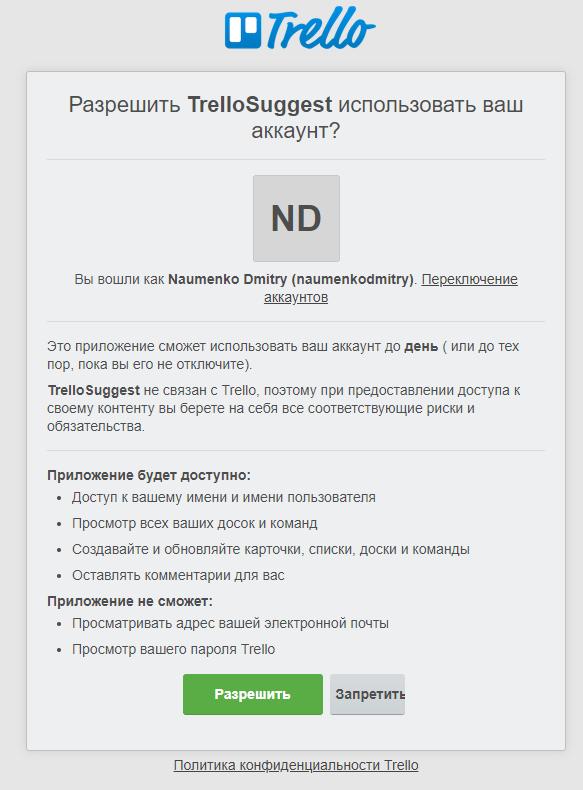 Trello
Разрешить TrelloSuggest использовать ваш
аккаунт?
ND
Вы вошли как Naumenko Dmitry (naumenkodmitry). Переключение
аккаунтов
Это приложение сможет использовать ваш аккаунт до день ( или до тех
пор, пока вы его не отключите).
TrelloSuggest не связан с Trello, поэтому при предоставлении доступа к
своему контенту вы берете на себя все соответствующие риски и
обязательства.
Приложение будет доступно:
• Доступ к вашему имени и имени пользователя
• Просмотр всех ваших досок и команд
• Создавайте и обновляйте карточки, списки, доски и команды
• Оставлять комментарии для вас
Приложение не сможет:
• Просматривать адрес вашей электронной почты
• Просмотр вашего пароля Trello
Разрешить Запретить
Политика конфиденциальности Trello